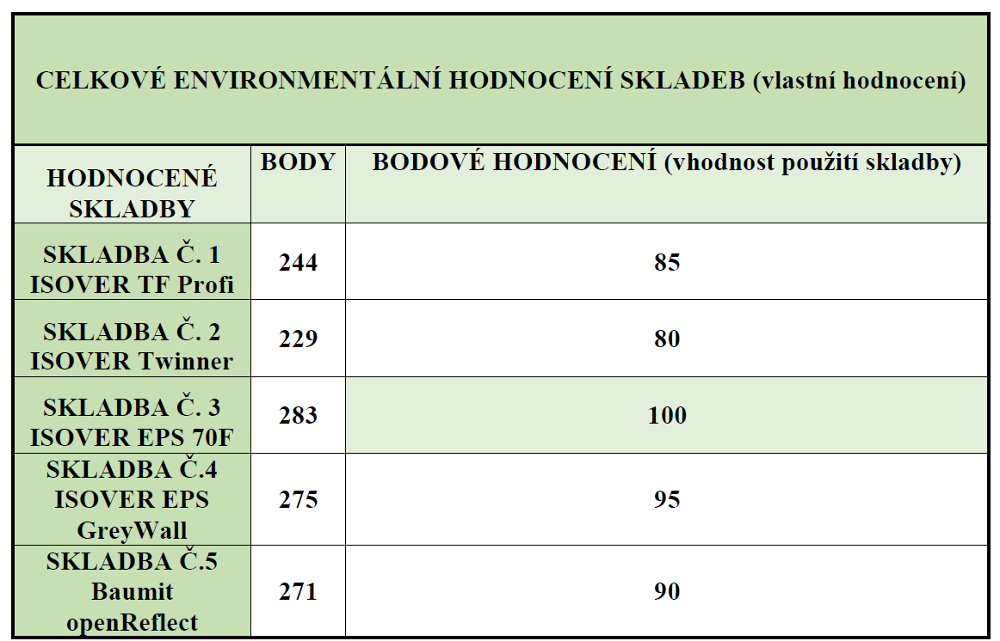 CELKOVÉ ENVIRONMENTÁLNÍ HODNOCENÍ SKLADEB (vlastní hodnocení)
HODNOCENÉ
SKLADBY
BODY
BODOVÉ HODNOCENÍ (vhodnost použití skladby)
SKLADBA Č. 1
ISOVER TF Profi
244
85
SKLADBA Č. 2
ISOVER Twinner
229
80
SKLADBA Č. 3
ISOVER EPS 70F
283
100
SKLADBA Č.4
ISOVER EPS
GreyWall
275
95
SKLADBA Č.5
Baumit
openReflect
271
90